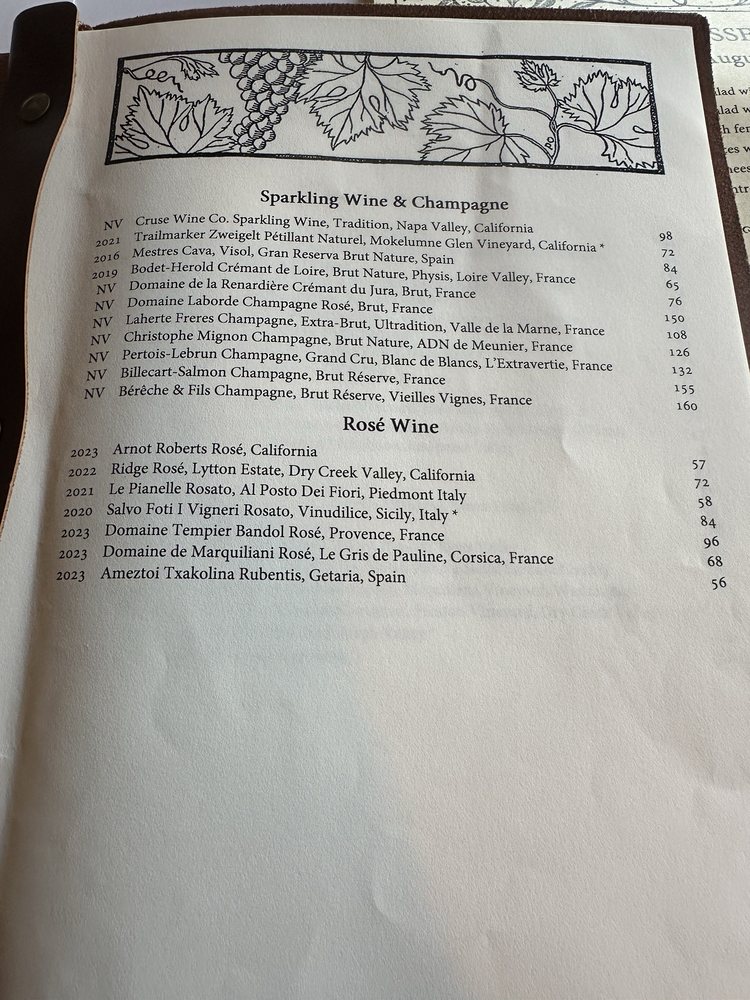 Sparkling Wine & Champagne
NV Cruse Wine Co. Sparkling Wine, Tradition, Napa Valley, California 98
2021 Trailmarker Zweigelt Pétillant Naturel, Mokelumne Glen Vineyard, California * 72
2016 Mestres Cava, Visol, Gran Reserva Brut Nature, Spain 84
2019 Bodet-Herold Crémant de Loire, Brut Nature, Physis, Loire Valley, France 65
NV Domaine de la Renardière Crémant du Jura, Brut, France 76
NV Domaine Laborde Champagne Rosé, Brut, France 150
NV Laherte Freres Champagne, Extra-Brut, Ultradition, Valle de la Marne, France 108
NV Christophe Mignon Champagne, Brut Nature, ADN de Meunier, France 126
NV Pertois-Lebrun Champagne, Grand Cru, Blanc de Blancs, L'Extravertie, France 132
NV Billecart-Salmon Champagne, Brut Réserve, France 155
NV Bérêche & Fils Champagne, Brut Réserve, Vieilles Vignes, France 160
Rosé Wine
2023 Arnot Roberts Rosé, California 57
2022 Ridge Rosé, Lytton Estate, Dry Creek Valley, California 72
2021 Le Pianelle Rosato, Al Posto Dei Fiori, Piedmont Italy 58
2020 Salvo Foti I Vigneri Rosato, Vinudilice, Sicily, Italy * 84
2023 Domaine Tempier Bandol Rosé, Provence, France 96
2023 Domaine de Marquiliani Rosé, Le Gris de Pauline, Corsica, France 68
2023 Ameztoi Txakolina Rubentis, Getaria, Spain 56